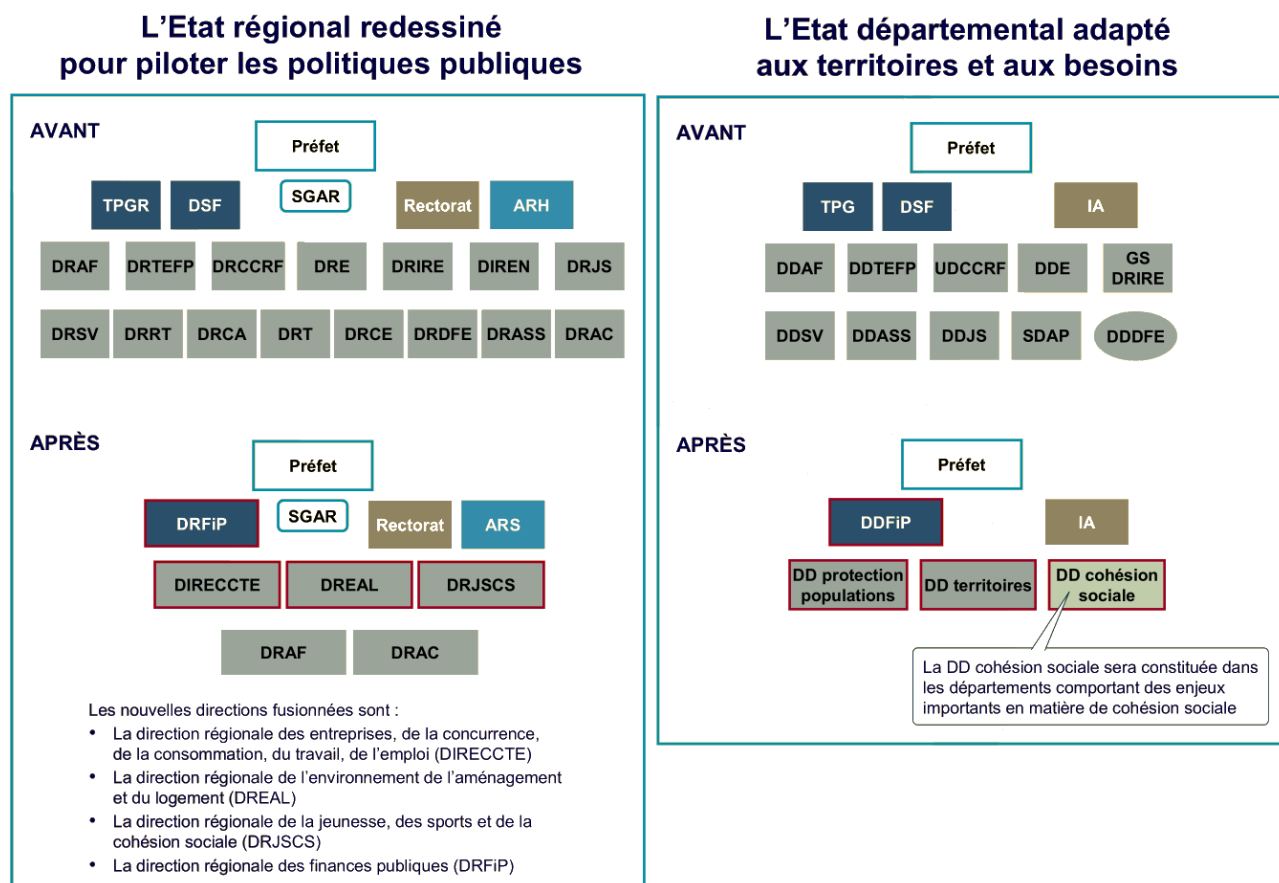 L’Etat régional redessiné
pour piloter les politiques publiques
AVANT
Préfet
TPGR DSF SGAR Rectorat ARH
DRAF DRTEFP DRCCRF DRE DRIRE DIREN DRJS
DRSV DRRT DRCA DRT DRCE DRDFE DRASS DRAC
APRÈS
Préfet
DRFiP SGAR Rectorat ARS
DIRECCTE DREAL DRJSCS
DRAF DRAC
Les nouvelles directions fusionnées sont :
• La direction régionale des entreprises, de la concurrence,
de la consommation, du travail, de l’emploi (DIRECCTE)
• La direction régionale de l’environnement de l’aménagement
et du logement (DREAL)
• La direction régionale de la jeunesse, des sports et de la
cohésion sociale (DRJSCS)
• La direction régionale des finances publiques (DRFiP)
L’Etat départemental adapté
aux territoires et aux besoins
AVANT
Préfet
TPG DSF IA
DDAF DDTEFP UDCCRF DDE GS
DRIRE
DDSV DDASS DDJS SDAP DDDFE
APRÈS
Préfet
DDFiP IA
DD protection
populations
DD territoires
DD cohésion
sociale
La DD cohésion sociale sera constituée dans
les départements comportant des enjeux
importants en matière de cohésion sociale